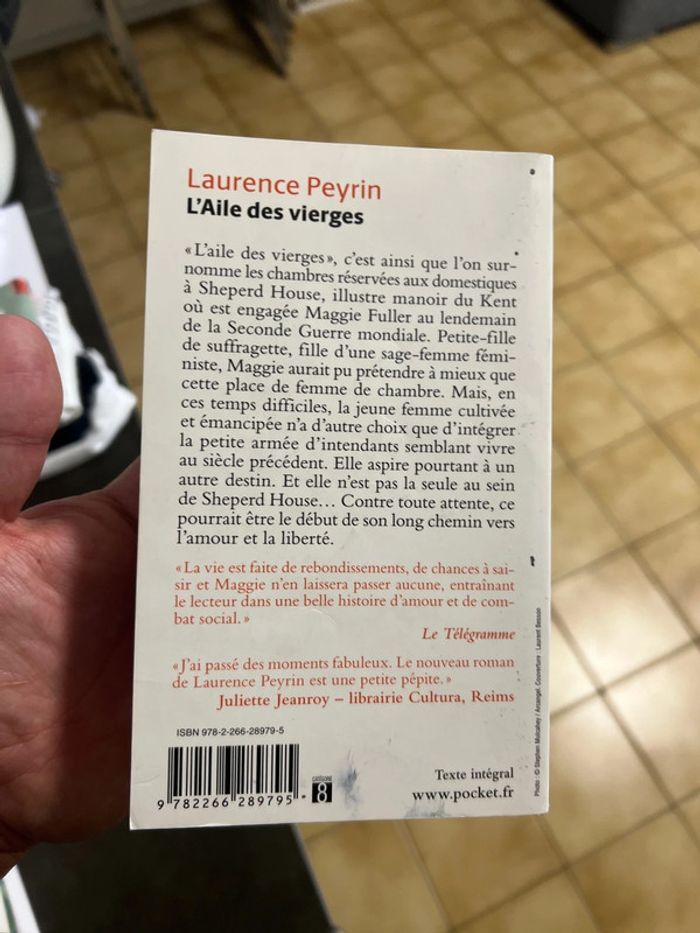 Laurence Peyrin
L'Aile des vierges
«L'aile des vierges», c'est ainsi que l'on sur-
nomme les chambres réservées aux domestiques
à Sheperd House, illustre manoir du Kent
où est engagée Maggie Fuller au lendemain
de la Seconde Guerre mondiale. Petite-fille
de suffragette, fille d'une sage-femme fémi-
niste, Maggie aurait pu prétendre à mieux que
cette place de femme de chambre. Mais, en
ces temps difficiles, la jeune femme cultivée
et émancipée n'a d'autre choix que d'intégrer
la petite armée d'intendants semblant vivre
au siècle précédent. Elle aspire pourtant à un
autre destin. Et elle n'est pas la seule au sein
de Sheperd House... Contre toute attente, ce
pourrait être le début de son long chemin vers
l'amour et la liberté.
«La vie est faite de rebondissements, de chances à sai-
sir et Maggie n'en laissera passer aucune, entraînant
le lecteur dans une belle histoire d'amour et de com-
bat social.»
Le Télégramme
«J'ai passé des moments fabuleux. Le nouveau roman
de Laurence Peyrin est une petite pépite.»
Juliette Jeanroy – librairie Cultura, Reims
ISBN 978-2-266-28979-5
9 782266 289795
CATÉGORIE
8
Texte intégral
www.pocket.fr
Photo : © Stephen Mulcahey / Arcangel. Couverture : Laurent Besson